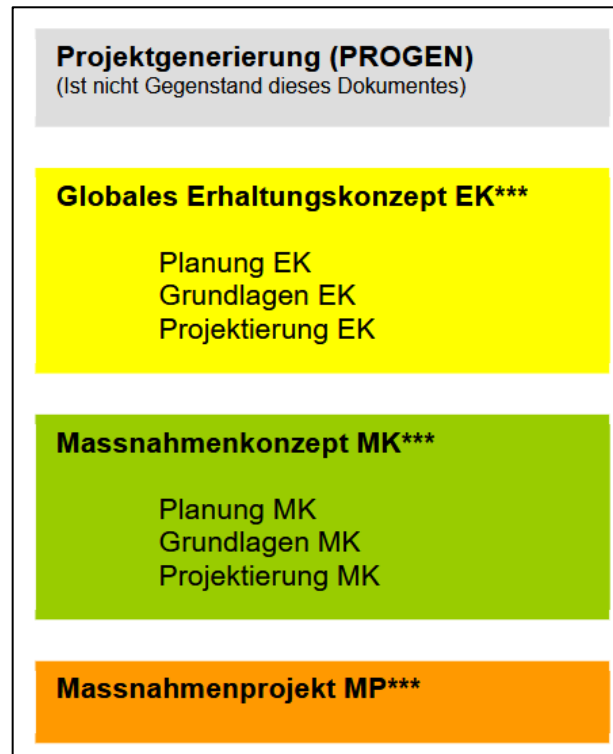 Projektgenerierung (PROGEN)
(Ist nicht Gegenstand dieses Dokumentes)
Globales Erhaltungskonzept EK***
Planung EK
Grundlagen EK
Projektierung EK
Massnahmenkonzept MK***
Planung MK
Grundlagen MK
Projektierung MK
Massnahmenprojekt MP***